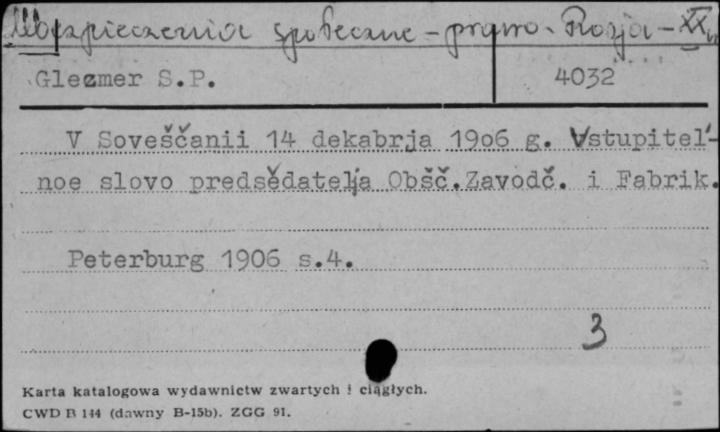 Ubezpieczenia społeczne - prawo - Rosja - XX w
Glezmer S.P.
4032
V Soveščanii 14 dekabrja 1906 g. Vstupitel'-
noe slovo predsědatelja Obšč.Zavodč. i Fabrik.
Peterburg 1906 s.4.
3
Karta katalogowa wydawnictw zwartych i ciągłych.
CWD B 144 (dawny B-15b). ZGG 91.